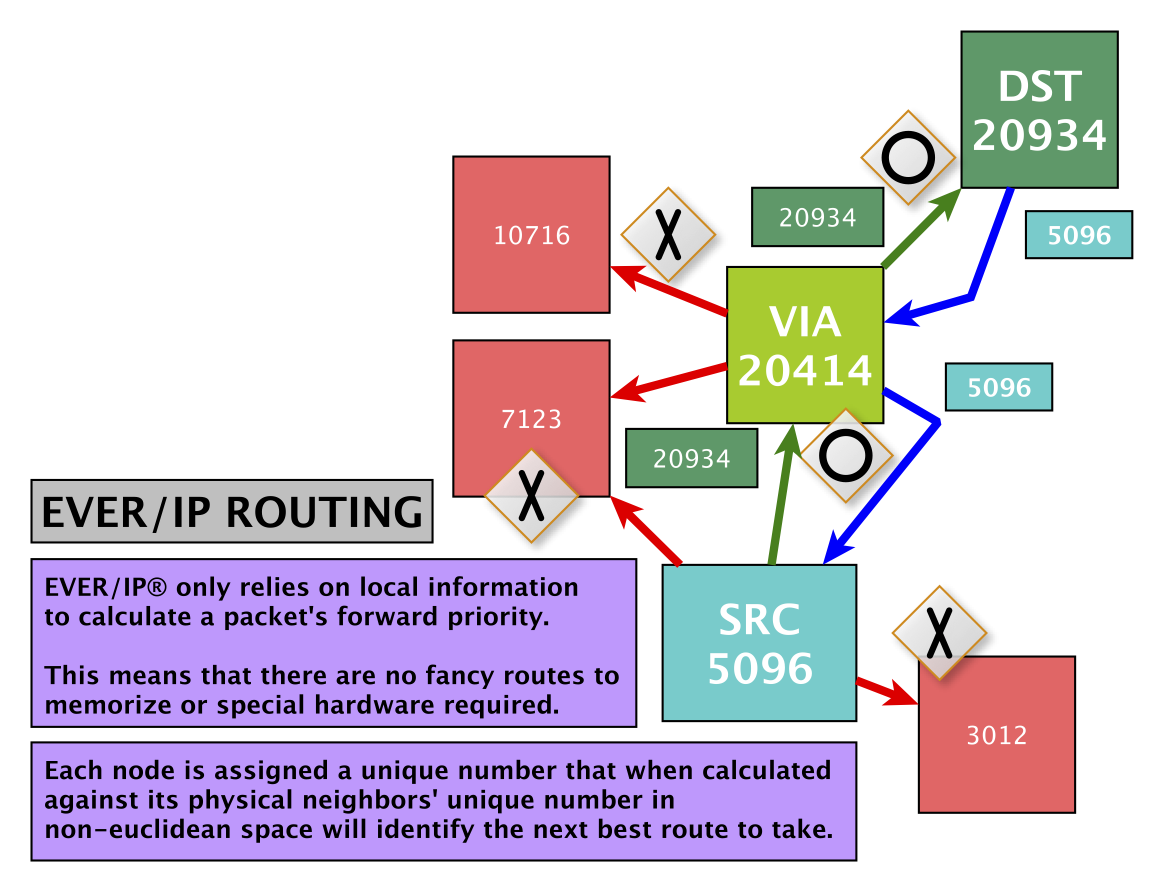 DST
20934
20934
5096
10716
VIA
20414
5096
7123
20934
EVER/IP ROUTING
EVER/IP® only relies on local information
to calculate a packet's forward priority.
This means that there are no fancy routes to
memorize or special hardware required.
SRC
5096
3012
Each node is assigned a unique number that when calculated
against its physical neighbors' unique number in
non-euclidean space will identify the next best route to take.